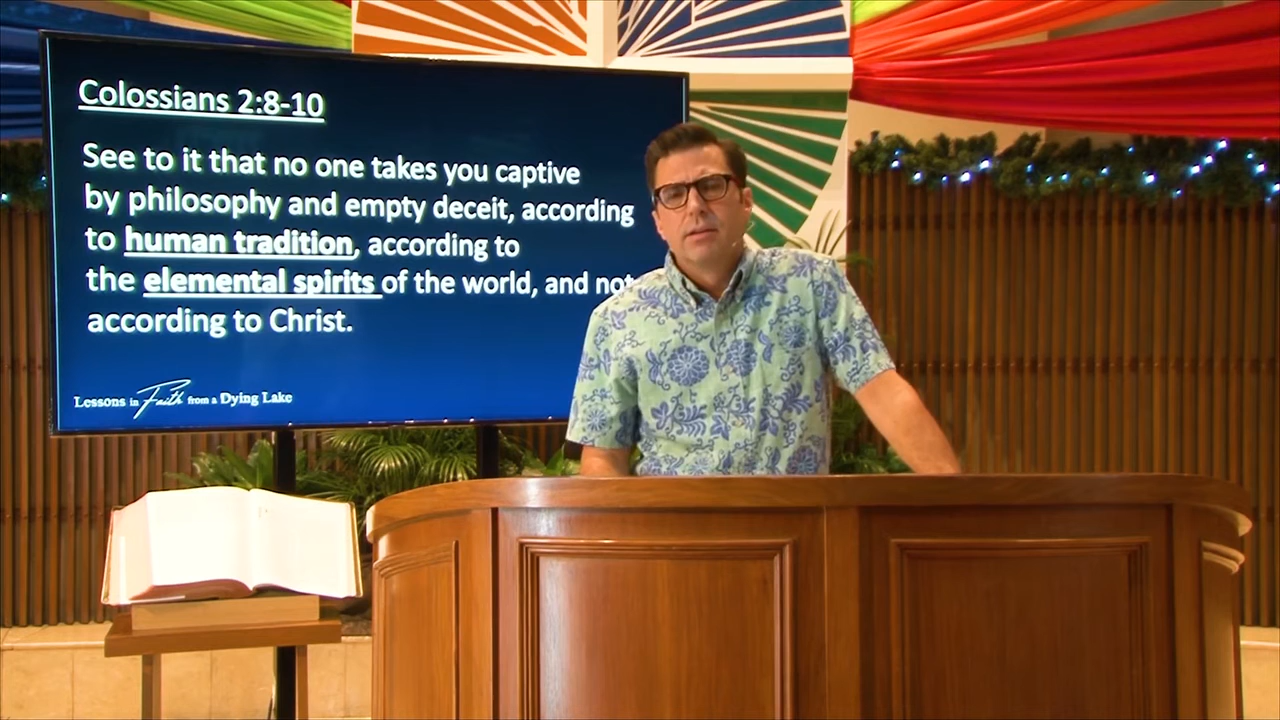 Colossians 2:8-10
See to it that no one takes you captive
by philosophy and empty deceit, according
to human tradition, according to
the elemental spirits of the world, and not
according to Christ.
Lessons in Faith from a Dying Lake